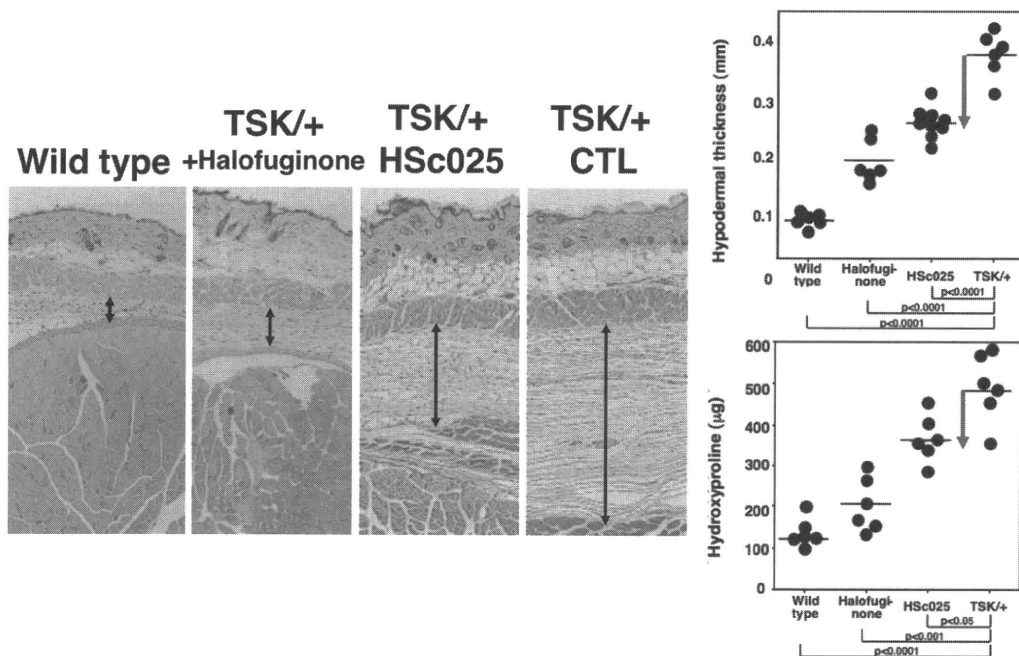 Wild type
TSK/+
+Halofuginone
TSK/+
HSc025
TSK/+
CTL
Hypodermal thickness (mm)
0.4
0.3
0.2
0.1
0
Wild
type
Halofugi-
none
HSc025
TSK/+
p<0.0001
p<0.0001
p<0.0001
Hydroxyproline (μg)
600
500
400
300
200
100
0
Wild
type
Halofugi-
none
HSc025
TSK/+
p<0.05
p<0.001
p<0.0001